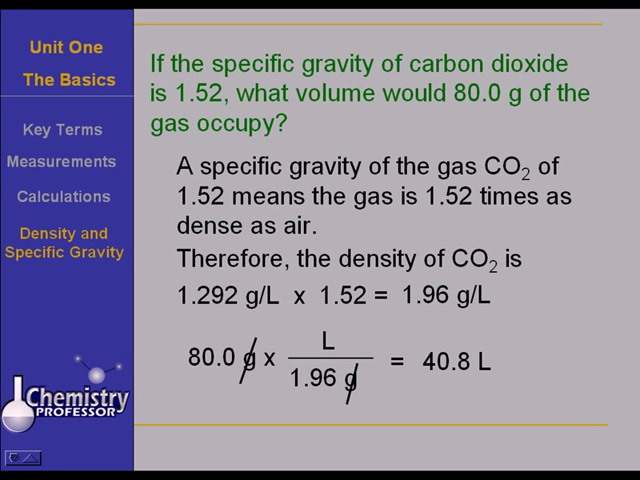 Unit One
The Basics
Key Terms
Measurements
Calculations
Density and
Specific Gravity
Chemistry
PROFESSOR
If the specific gravity of carbon dioxide
is 1.52, what volume would 80.0 g of the
gas occupy?
A specific gravity of the gas CO₂ of
1.52 means the gas is 1.52 times as
dense as air.
Therefore, the density of CO₂ is
1.292 g/L x 1.52 = 1.96 g/L
80.0 g x L / 1.96 g = 40.8 L